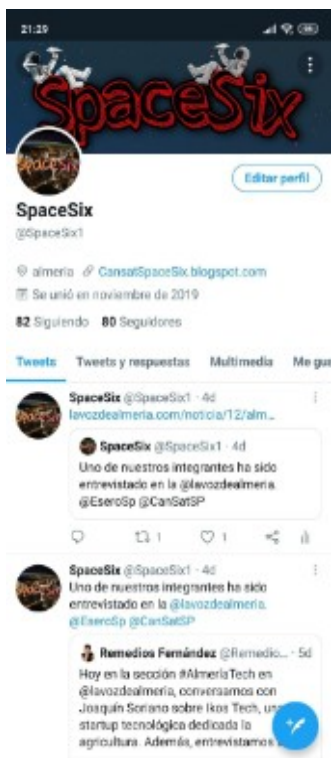 21:29
SpaceSix
Editar perfil
SpaceSix
@SpaceSix1
almeria CansatSpaceSix.blogspot.com
Se unió en noviembre de 2019
82 Siguiendo 80 Seguidores
Tweets Tweets y respuestas Multimedia Me gu
SpaceSix @SpaceSix1 · 4d
lavozdealmeria.com/noticia/12/alm...
SpaceSix @SpaceSix1 · 4d
Uno de nuestros integrantes ha sido
entrevistado en la @lavozdealmeria.
@EseroSp @CanSatSP
1 1
SpaceSix @SpaceSix1 · 4d
Uno de nuestros integrantes ha sido
entrevistado en la @lavozdealmeria.
@EseroSp @CanSatSP
Remedios Fernández @Remedio... · 5d
Hoy en la sección #AlmeríaTech en
@lavozdealmeria, conversamos con
Joaquín Soriano sobre Ikos Tech, una
startup tecnológica dedicada la
agricultura. Además, entrevistamos